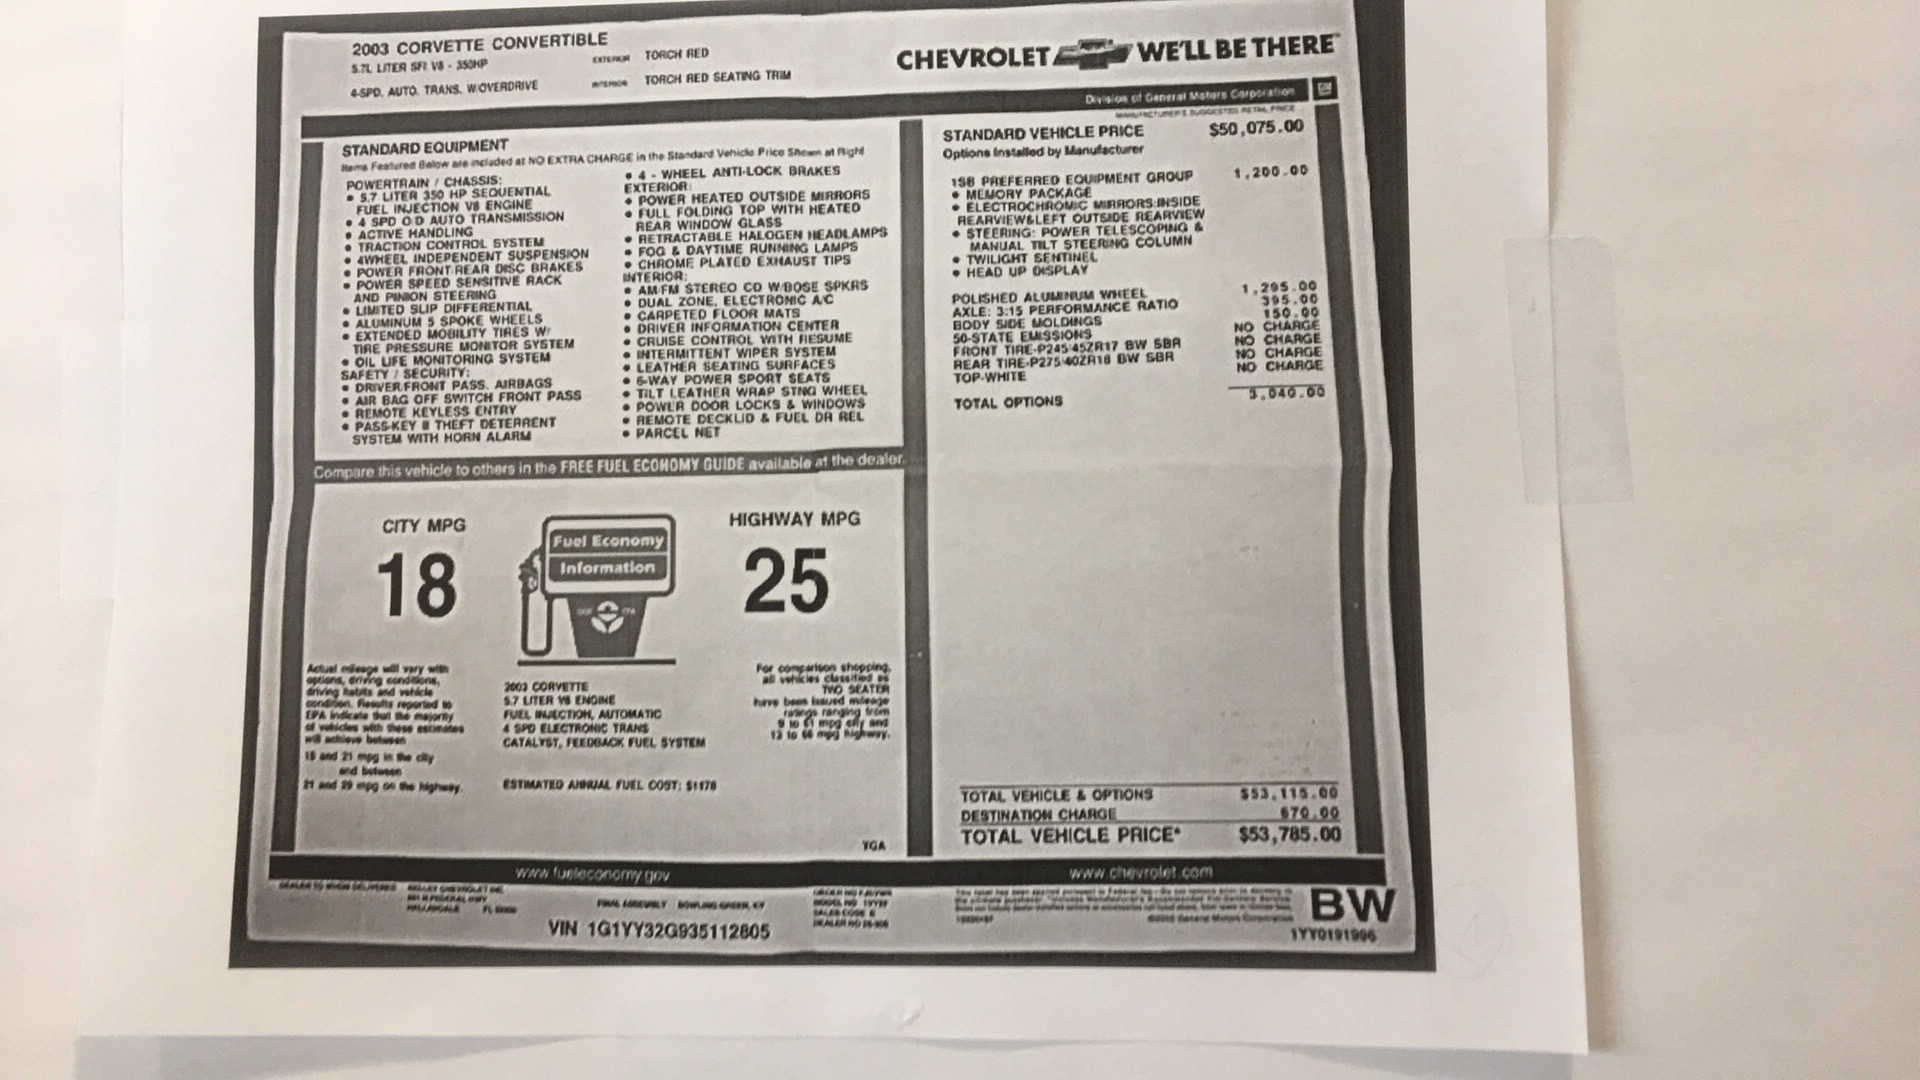 2003 CORVETTE CONVERTIBLE
5.7L LITER SFI V8 - 350HP
4-SPD. AUTO. TRANS. W/OVERDRIVE
EXTERIOR TORCH RED
INTERIOR TORCH RED SEATING TRIM
CHEVROLET WE'LL BE THERE
Division of General Motors Corporation GM
STANDARD EQUIPMENT
Items Featured Below are included at NO EXTRA CHARGE in the Standard Vehicle Price Shown at Right
POWERTRAIN / CHASSIS:
• 5.7 LITER 350 HP SEQUENTIAL
FUEL INJECTION V8 ENGINE
• 4 SPD O.D AUTO TRANSMISSION
• ACTIVE HANDLING
• TRACTION CONTROL SYSTEM
• 4WHEEL INDEPENDENT SUSPENSION
• POWER FRONT/REAR DISC BRAKES
• POWER SPEED SENSITIVE RACK
AND PINION STEERING
• LIMITED SLIP DIFFERENTIAL
• ALUMINUM 5 SPOKE WHEELS
• EXTENDED MOBILITY TIRES W/
TIRE PRESSURE MONITOR SYSTEM
• OIL LIFE MONITORING SYSTEM
SAFETY / SECURITY:
• DRIVER/FRONT PASS. AIRBAGS
• AIR BAG OFF SWITCH FRONT PASS
• REMOTE KEYLESS ENTRY
• PASS-KEY II THEFT DETERRENT
SYSTEM WITH HORN ALARM
• 4 - WHEEL ANTI-LOCK BRAKES
EXTERIOR:
• POWER HEATED OUTSIDE MIRRORS
• FULL FOLDING TOP WITH HEATED
REAR WINDOW GLASS
• RETRACTABLE HALOGEN HEADLAMPS
• FOG & DAYTIME RUNNING LAMPS
• CHROME PLATED EXHAUST TIPS
INTERIOR:
• AM/FM STEREO CD W/BOSE SPKRS
• DUAL ZONE, ELECTRONIC A/C
• CARPETED FLOOR MATS
• DRIVER INFORMATION CENTER
• CRUISE CONTROL WITH RESUME
• INTERMITTENT WIPER SYSTEM
• LEATHER SEATING SURFACES
• 6-WAY POWER SPORT SEATS
• TILT LEATHER WRAP STNG WHEEL
• POWER DOOR LOCKS & WINDOWS
• REMOTE DECKLID & FUEL DR REL
• PARCEL NET
MANUFACTURER'S SUGGESTED RETAIL PRICE
STANDARD VEHICLE PRICE $50,075.00
Options Installed by Manufacturer
1SB PREFERRED EQUIPMENT GROUP 1,200.00
• MEMORY PACKAGE
• ELECTROCHROMIC MIRRORS:INSIDE
REARVIEW&LEFT OUTSIDE REARVIEW
• STEERING: POWER TELESCOPING &
MANUAL TILT STEERING COLUMN
• TWILIGHT SENTINEL
• HEAD UP DISPLAY
POLISHED ALUMINUM WHEEL 1,295.00
AXLE: 3:15 PERFORMANCE RATIO 395.00
BODY SIDE MOLDINGS 150.00
50-STATE EMISSIONS NO CHARGE
FRONT TIRE-P245/45ZR17 BW SBR NO CHARGE
REAR TIRE-P275/40ZR18 BW SBR NO CHARGE
TOP-WHITE NO CHARGE
TOTAL OPTIONS 3,040.00
Compare this vehicle to others in the FREE FUEL ECONOMY GUIDE available at the dealer.
CITY MPG
18
Fuel Economy
Information
HIGHWAY MPG
25
Actual mileage will vary with
options, driving conditions,
driving habits and vehicle
condition. Results reported to
EPA indicate that the majority
of vehicles with these estimates
will achieve between
15 and 21 mpg in the city
and between
21 and 29 mpg on the highway.
2003 CORVETTE
5.7 LITER V8 ENGINE
FUEL INJECTION, AUTOMATIC
4 SPD ELECTRONIC TRANS
CATALYST, FEEDBACK FUEL SYSTEM
ESTIMATED ANNUAL FUEL COST: $1178
For comparison shopping,
all vehicles classified as
TWO SEATER
have been issued mileage
ratings ranging from
9 to 61 mpg city and
13 to 68 mpg highway.
YGA
TOTAL VEHICLE & OPTIONS $53,115.00
DESTINATION CHARGE 670.00
TOTAL VEHICLE PRICE* $53,785.00
www.fueleconomy.gov
www.chevrolet.com
DEALER TO WHOM DELIVERED
FINAL ASSEMBLY BOWLING GREEN, KY
VIN 1G1YY32G935112805
BW
1YY0191996